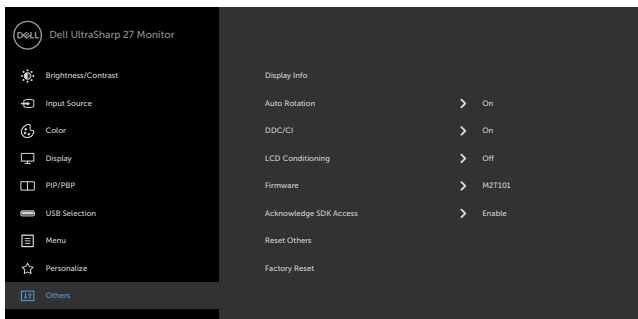 DELL Dell UltraSharp 27 Monitor
Brightness/Contrast
Display Info
Input Source
Auto Rotation On
Color
DDC/CI On
Display
LCD Conditioning Off
PIP/PBP
Firmware M2T101
USB Selection
Acknowledge SDK Access Enable
Menu
Reset Others
Personalize
Factory Reset
Others